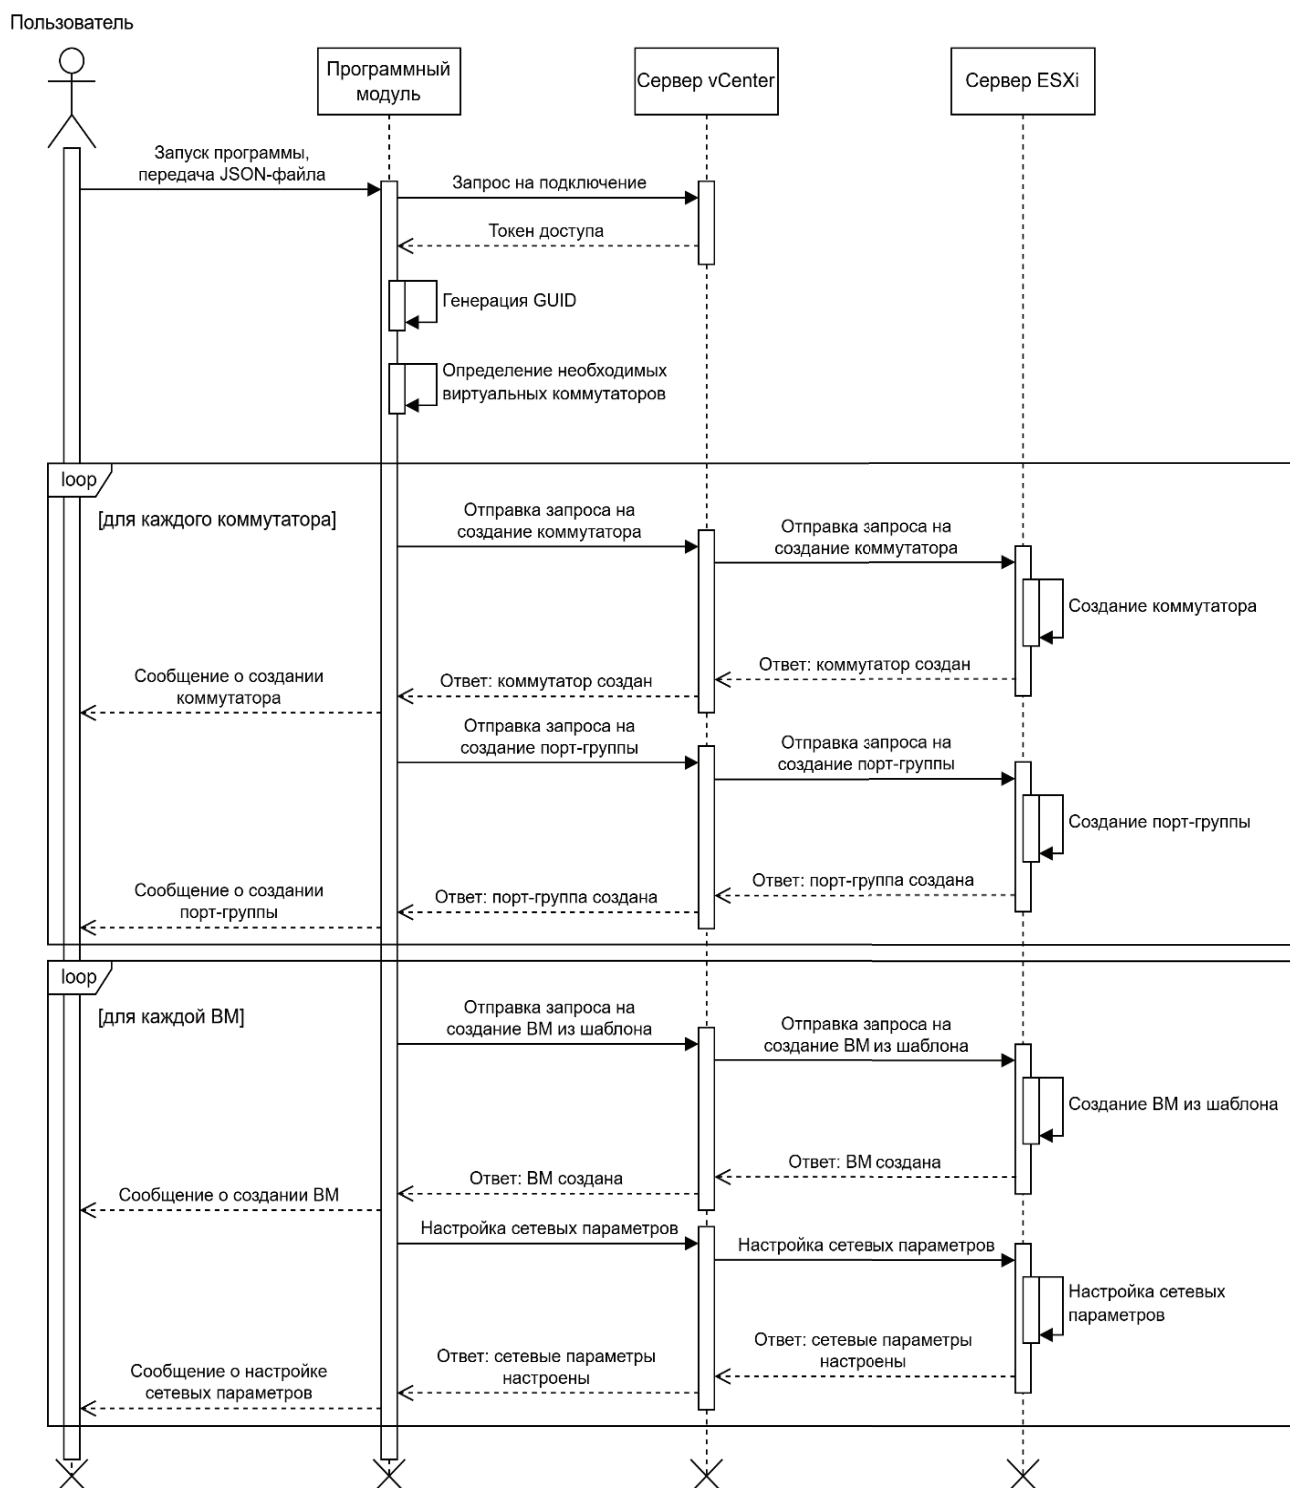 Пользователь
Программный
модуль
Сервер vCenter
Сервер ESXi
Запуск программы,
передача JSON-файла
Запрос на подключение
Токен доступа
Генерация GUID
Определение необходимых
виртуальных коммутаторов
loop
[для каждого коммутатора]
Отправка запроса на
создание коммутатора
Отправка запроса на
создание коммутатора
Создание коммутатора
Ответ: коммутатор создан
Ответ: коммутатор создан
Сообщение о создании
коммутатора
Отправка запроса на
создание порт-группы
Отправка запроса на
создание порт-группы
Создание порт-группы
Ответ: порт-группа создана
Ответ: порт-группа создана
Сообщение о создании
порт-группы
loop
[для каждой ВМ]
Отправка запроса на
создание ВМ из шаблона
Отправка запроса на
создание ВМ из шаблона
Создание ВМ из шаблона
Ответ: ВМ создана
Ответ: ВМ создана
Сообщение о создании ВМ
Настройка сетевых параметров
Настройка сетевых параметров
Настройка сетевых
параметров
Ответ: сетевые параметры
настроены
Ответ: сетевые параметры
настроены
Сообщение о настройке
сетевых параметров